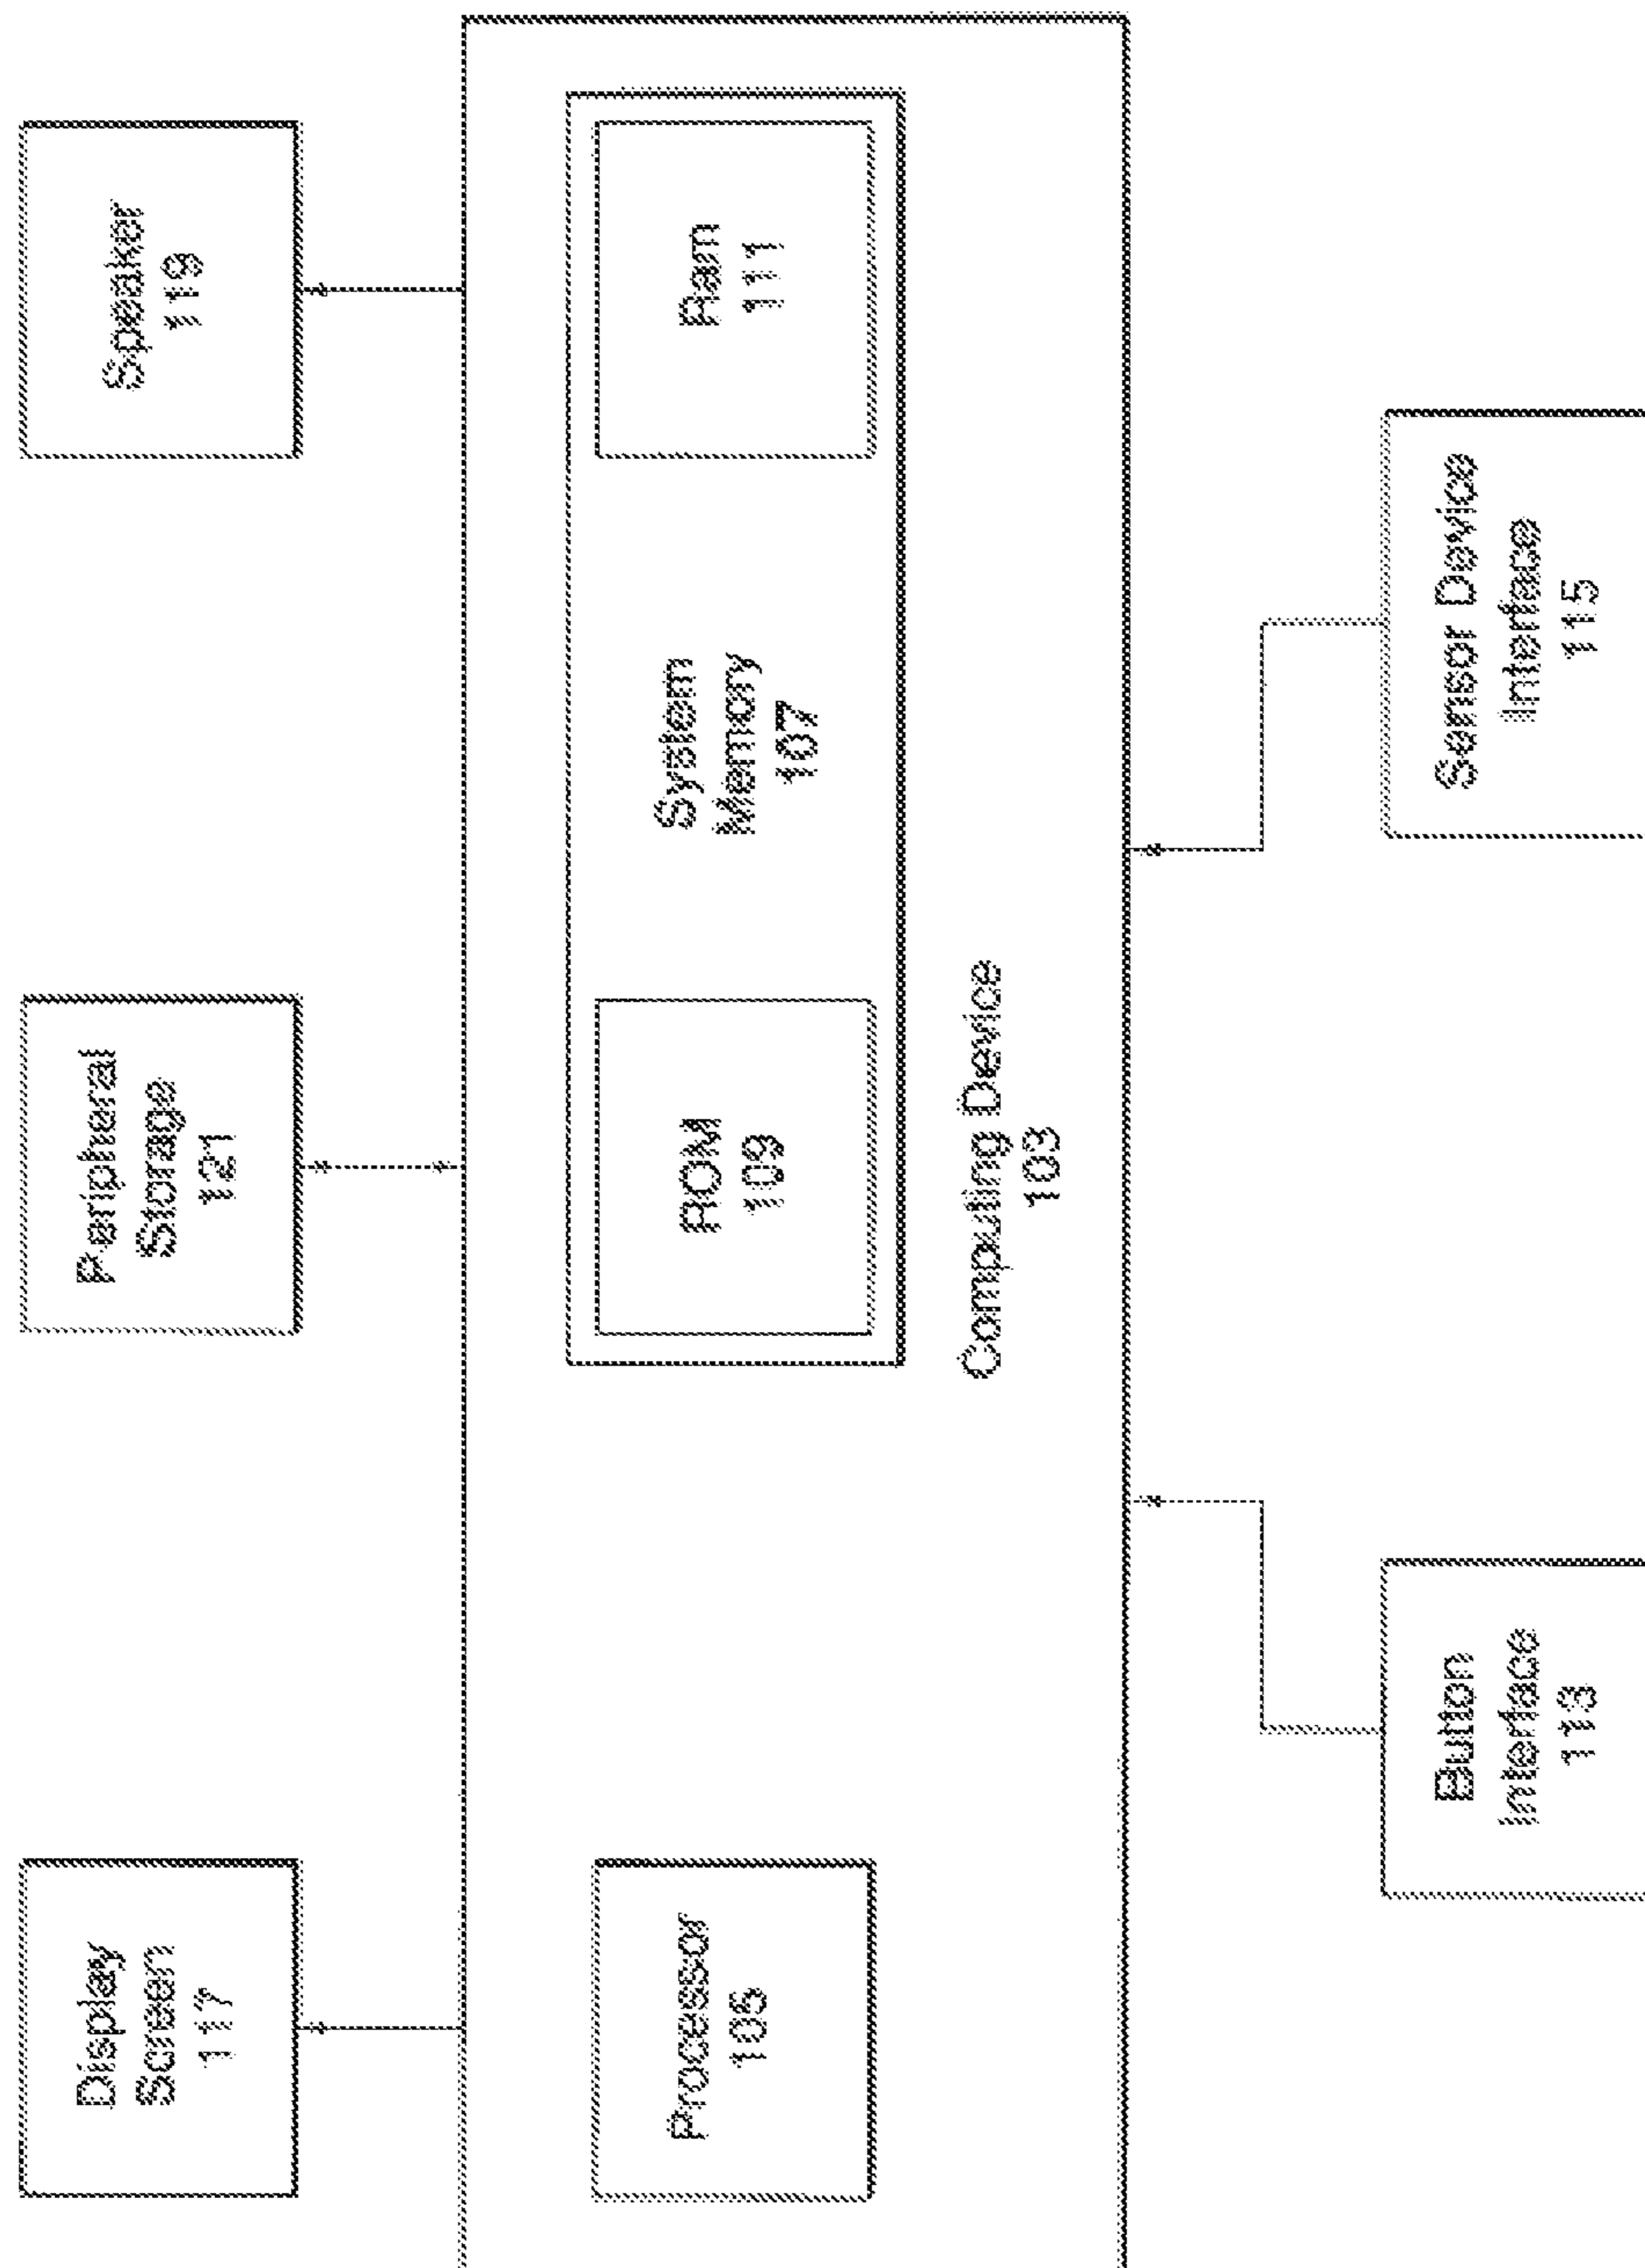 Display
Screen
117
Peripheral
Storage
121
Speaker
119
Processor
105
ROM
109
System
Memory
107
Ram
111
Computing Device
103
Button
Interface
113
Sensor Device
Interface
115